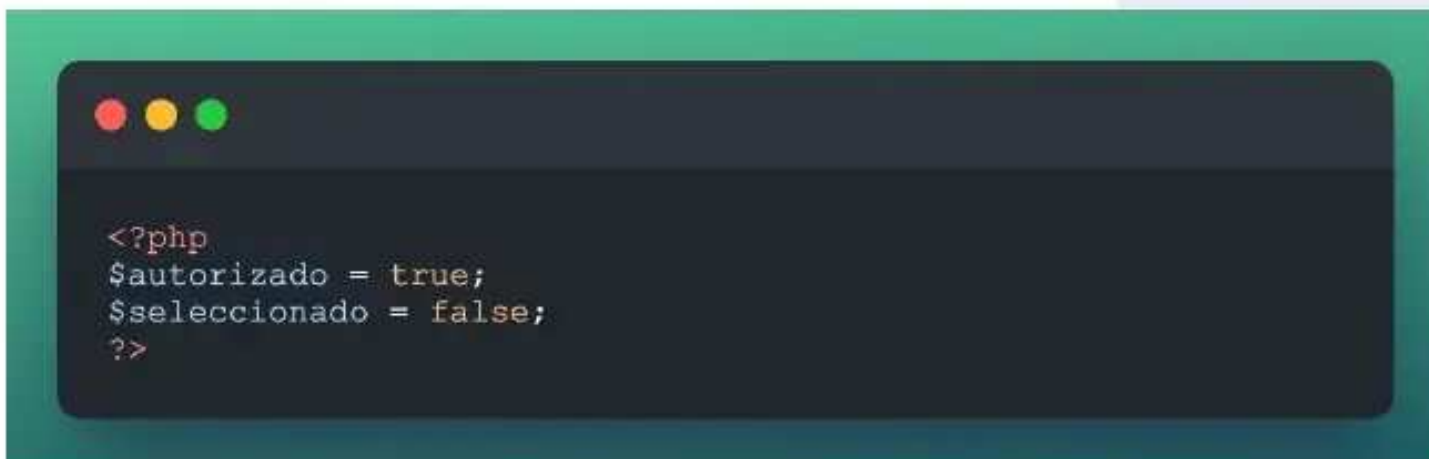 <?php
$autorizado = true;
$seleccionado = false;
?>